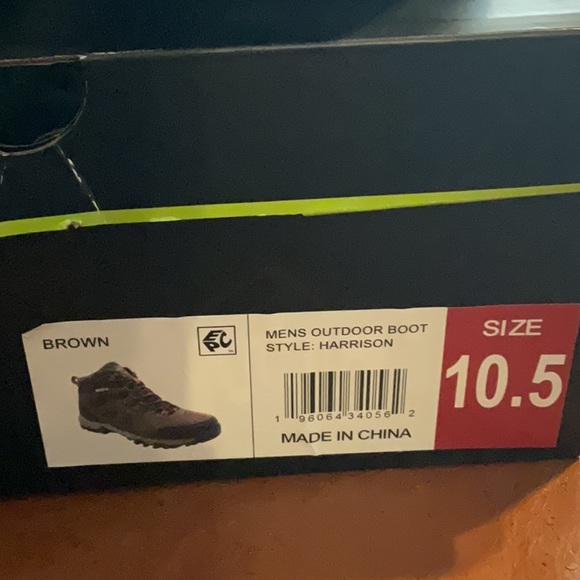 BROWN
MENS OUTDOOR BOOT
STYLE: HARRISON
1 96064 34056 2
MADE IN CHINA
SIZE
10.5